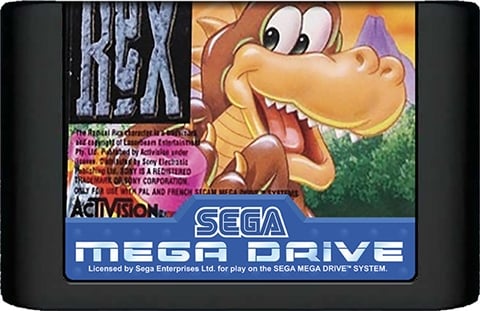 REX
The Radical Rex character is a trademark
and copyright of Laserbeam Entertainment
Pty. Ltd. Published by Activision under
license. Distributed by Sony Electronic
Publishing Ltd. SONY IS A REGISTERED
TRADEMARK OF SONY CORPORATION.
ONLY FOR USE WITH PAL AND FRENCH SECAM MEGA DRIVE™ SYSTEMS
ACTIVISION
SEGA
MEGA DRIVE
Licensed by Sega Enterprises Ltd. for play on the SEGA MEGA DRIVE™ SYSTEM.